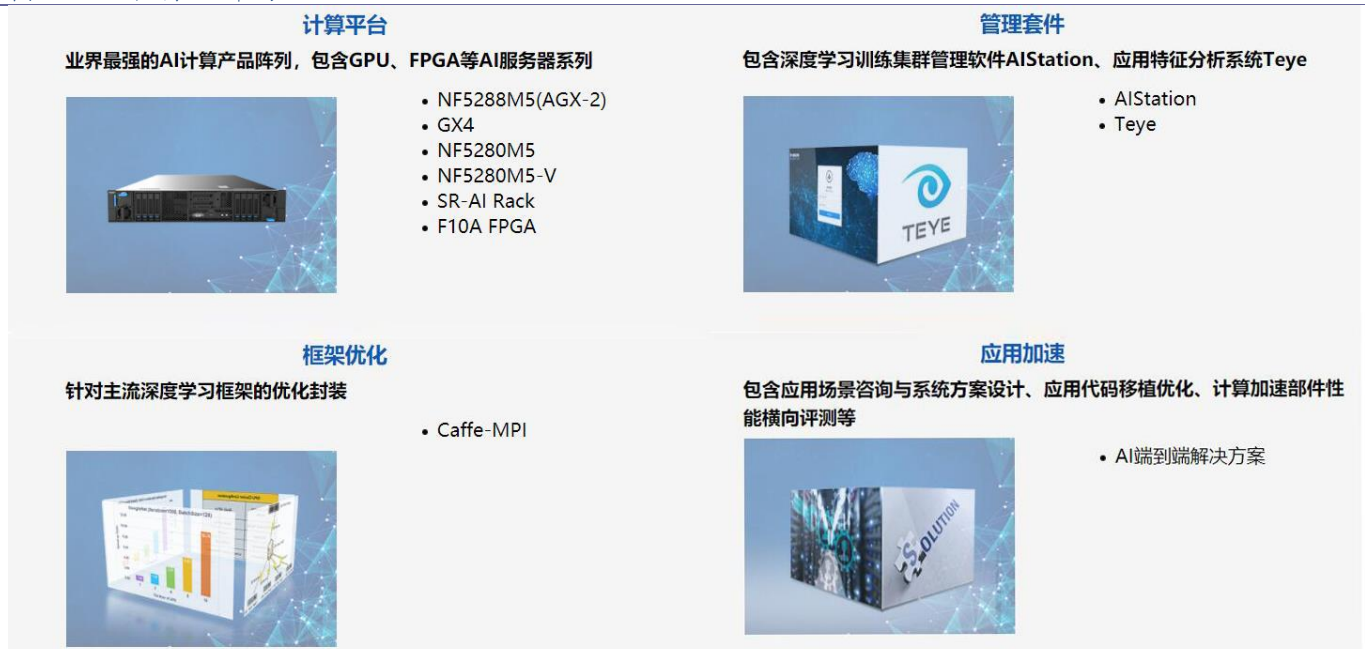 计算平台
业界最强的AI计算产品阵列，包含GPU、FPGA等AI服务器系列
• NF5288M5(AGX-2)
• GX4
• NF5280M5
• NF5280M5-V
• SR-AI Rack
• F10A FPGA
管理套件
包含深度学习训练集群管理软件AIStation、应用特征分析系统Teye
TEYE
• AIStation
• Teye
框架优化
针对主流深度学习框架的优化封装
• Caffe-MPI
应用加速
包含应用场景咨询与系统方案设计、应用代码移植优化、计算加速部件性
能横向评测等
SOLUTION
• AI端到端解决方案